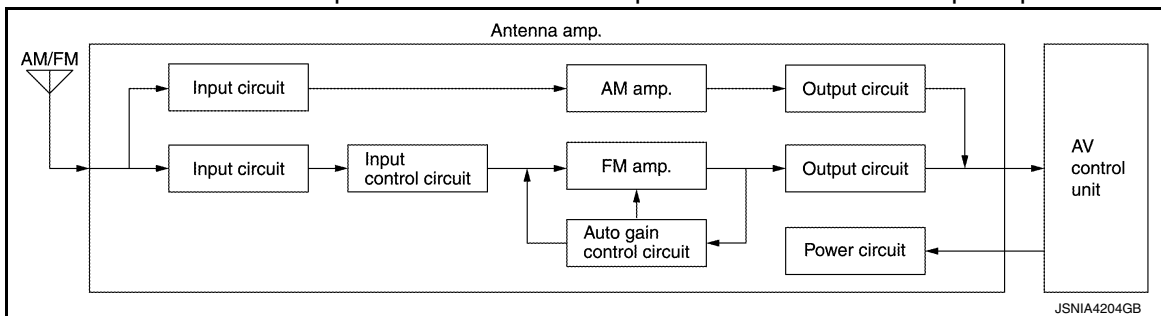 Antenna amp.
AM/FM
Input circuit
AM amp.
Output circuit
Input circuit
Input
control circuit
FM amp.
Output circuit
AV
control
unit
Auto gain
control circuit
Power circuit
JSNIA4204GB